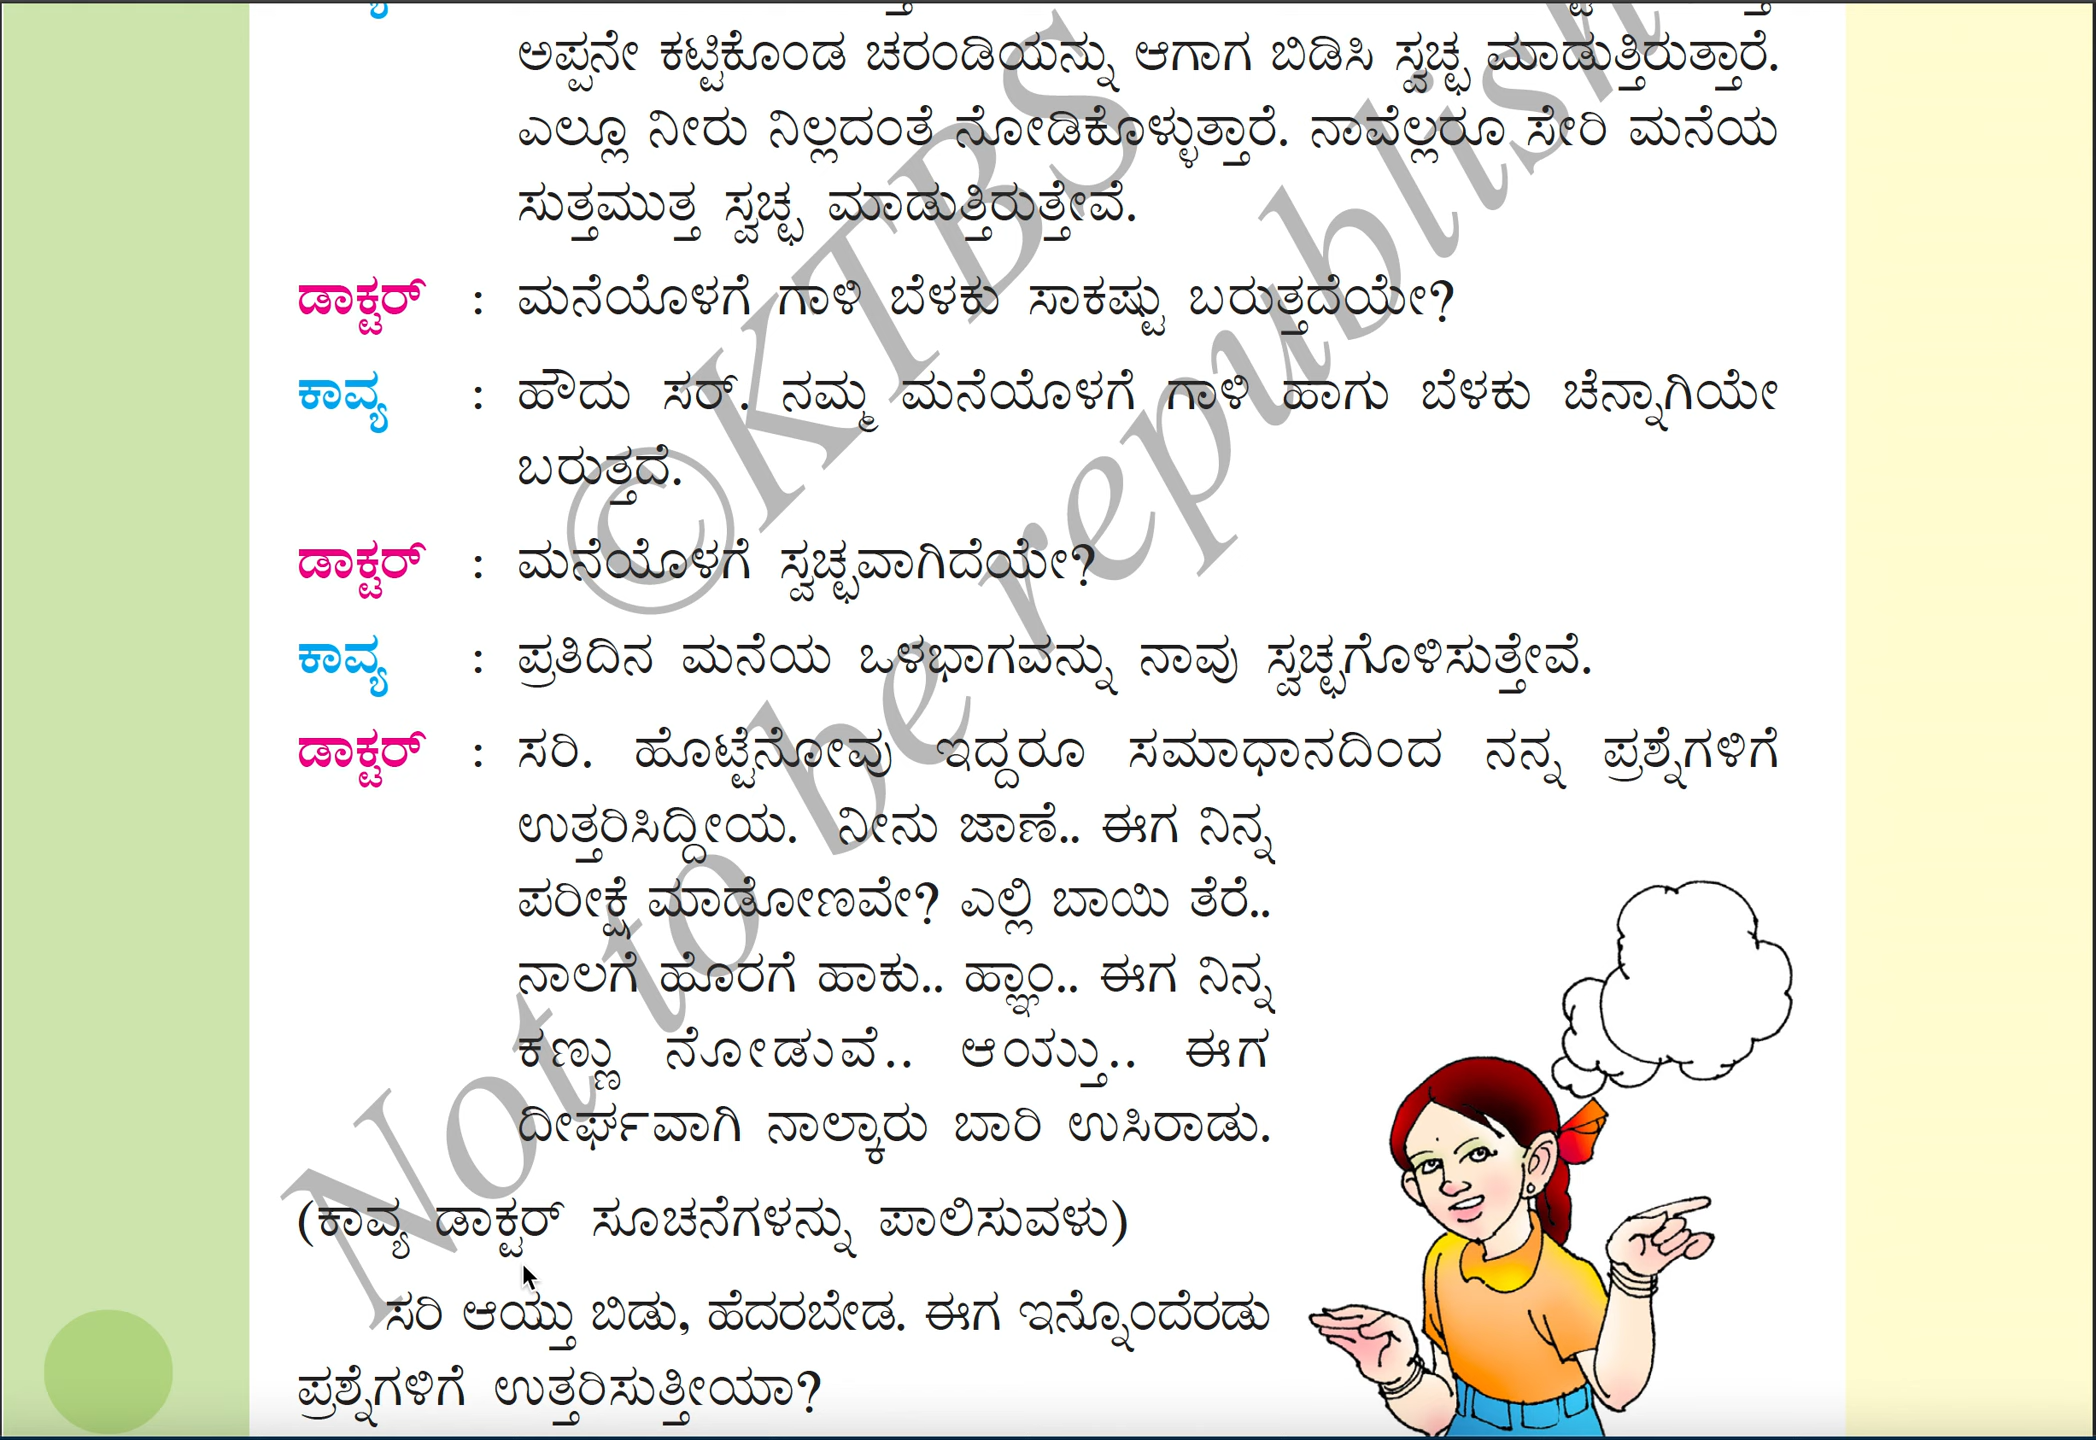 ಅಪ್ಪನೇ ಕಟ್ಟಿಕೊಂಡ ಚರಂಡಿಯನ್ನು ಆಗಾಗ ಬಿಡಿಸಿ ಸ್ವಚ್ಛ ಮಾಡುತ್ತಿರುತ್ತಾರೆ.
ಎಲ್ಲೂ ನೀರು ನಿಲ್ಲದಂತೆ ನೋಡಿಕೊಳ್ಳುತ್ತಾರೆ. ನಾವೆಲ್ಲರೂ ಸೇರಿ ಮನೆಯ
ಸುತ್ತಮುತ್ತ ಸ್ವಚ್ಛ ಮಾಡುತ್ತಿರುತ್ತೇವೆ.
ಡಾಕ್ಟರ್ : ಮನೆಯೊಳಗೆ ಗಾಳಿ ಬೆಳಕು ಸಾಕಷ್ಟು ಬರುತ್ತದೆಯೇ?
ಕಾವ್ಯ : ಹೌದು ಸರ್. ನಮ್ಮ ಮನೆಯೊಳಗೆ ಗಾಳಿ ಹಾಗು ಬೆಳಕು ಚೆನ್ನಾಗಿಯೇ
ಬರುತ್ತದೆ.
ಡಾಕ್ಟರ್ : ಮನೆಯೊಳಗೆ ಸ್ವಚ್ಛವಾಗಿದೆಯೇ?
ಕಾವ್ಯ : ಪ್ರತಿದಿನ ಮನೆಯ ಒಳಭಾಗವನ್ನು ನಾವು ಸ್ವಚ್ಛಗೊಳಿಸುತ್ತೇವೆ.
ಡಾಕ್ಟರ್ : ಸರಿ. ಹೊಟ್ಟೆನೋವು ಇದ್ದರೂ ಸಮಾಧಾನದಿಂದ ನನ್ನ ಪ್ರಶ್ನೆಗಳಿಗೆ
ಉತ್ತರಿಸಿದ್ದೀಯ. ನೀನು ಜಾಣೆ.. ಈಗ ನಿನ್ನ
ಪರೀಕ್ಷೆ ಮಾಡೋಣವೇ? ಎಲ್ಲಿ ಬಾಯಿ ತೆರೆ..
ನಾಲಗೆ ಹೊರಗೆ ಹಾಕು.. ಹ್ಞಾಂ.. ಈಗ ನಿನ್ನ
ಕಣ್ಣು ನೋಡುವೆ.. ಆಯ್ತು.. ಈಗ
ದೀರ್ಘವಾಗಿ ನಾಲ್ಕಾರು ಬಾರಿ ಉಸಿರಾಡು.
(ಕಾವ್ಯ ಡಾಕ್ಟರ್ ಸೂಚನೆಗಳನ್ನು ಪಾಲಿಸುವಳು)
ಸರಿ ಆಯ್ತು ಬಿಡು, ಹೆದರಬೇಡ. ಈಗ ಇನ್ನೊಂದೆರಡು
ಪ್ರಶ್ನೆಗಳಿಗೆ ಉತ್ತರಿಸುತ್ತೀಯಾ?
©KTBS
Not to be republish